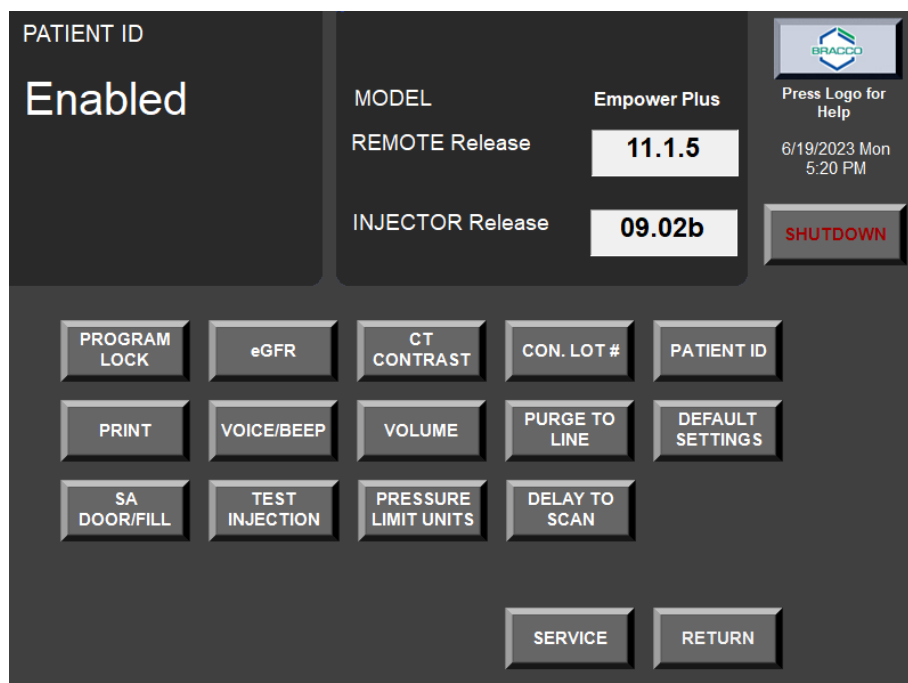 PATIENT ID
Enabled
MODEL
Empower Plus
REMOTE Release
11.1.5
INJECTOR Release
09.02b
BRACCO
Press Logo for
Help
6/19/2023 Mon
5:20 PM
SHUTDOWN
PROGRAM
LOCK
eGFR
CT
CONTRAST
CON. LOT #
PATIENT ID
PRINT
VOICE/BEEP
VOLUME
PURGE TO
LINE
DEFAULT
SETTINGS
SA
DOOR/FILL
TEST
INJECTION
PRESSURE
LIMIT UNITS
DELAY TO
SCAN
SERVICE
RETURN